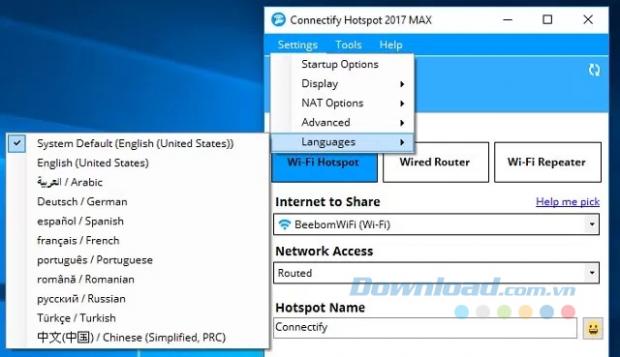 Connectify Hotspot 2017 MAX
Settings Tools Help
Startup Options
Display
NAT Options
Advanced
Languages
System Default (English (United States))
English (United States)
العربية / Arabic
Deutsch / German
español / Spanish
français / French
português / Portuguese
română / Romanian
русский / Russian
Türkçe / Turkish
中文(中国) / Chinese (Simplified, PRC)
Wi-Fi Hotspot Wired Router Wi-Fi Repeater
Internet to Share Help me pick
BeebomWiFi (Wi-Fi)
Network Access
Routed
Download.com.vn
Hotspot Name
Connectify